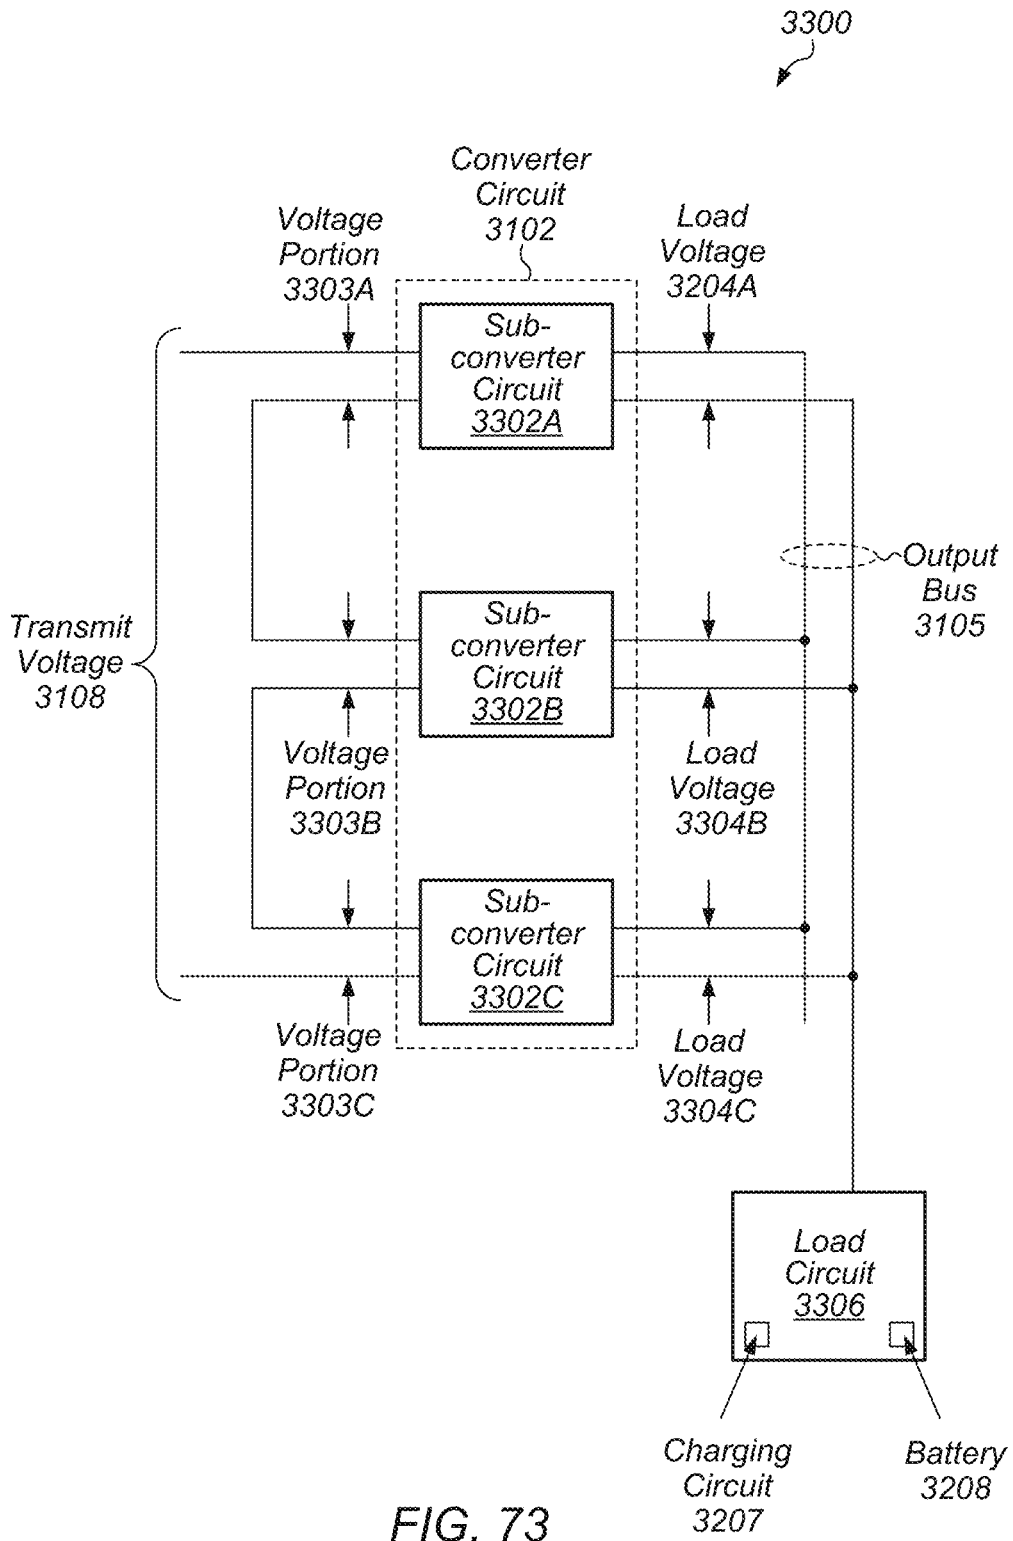 3300
Converter
Circuit
3102
Voltage
Portion
3303A
Load
Voltage
3204A
Sub-
converter
Circuit
3302A
Output
Bus
3105
Transmit
Voltage
3108
Sub-
converter
Circuit
3302B
Voltage
Portion
3303B
Load
Voltage
3304B
Sub-
converter
Circuit
3302C
Voltage
Portion
3303C
Load
Voltage
3304C
Load
Circuit
3306
Charging
Circuit
3207
Battery
3208
FIG. 73